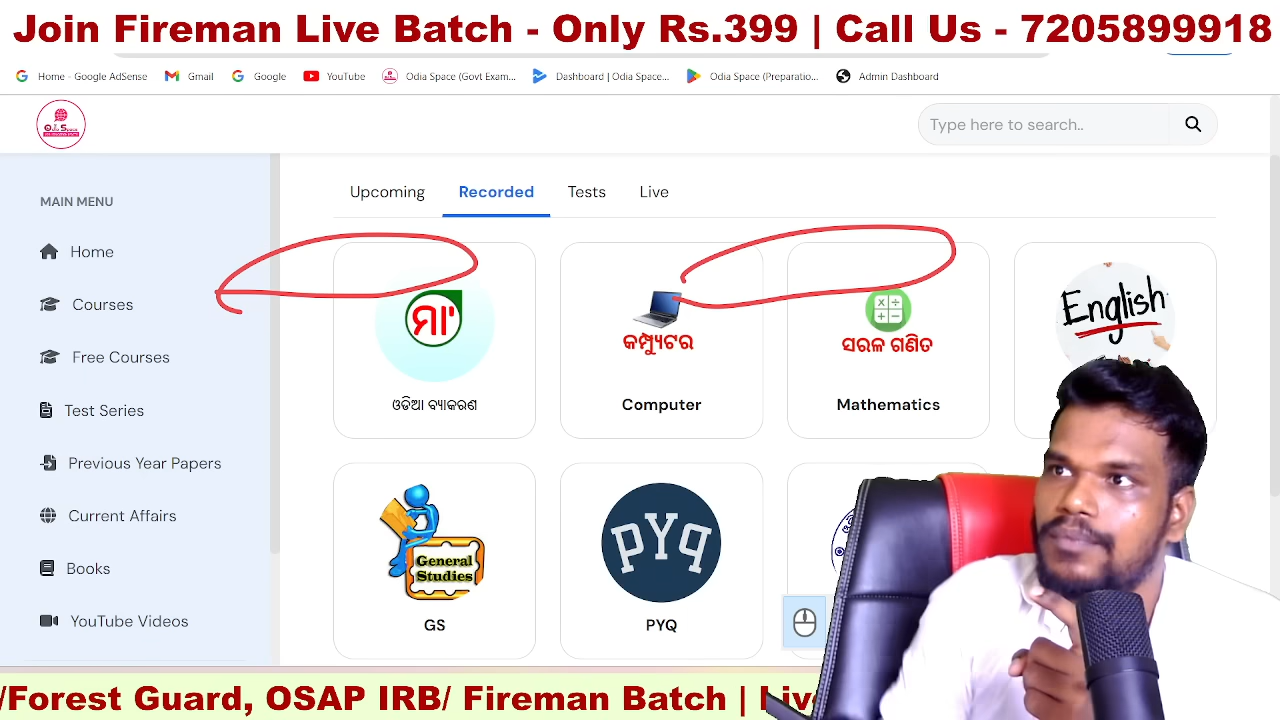 Join Fireman Live Batch - Only Rs.399 | Call Us - 7205899918
Home - Google AdSense
Gmail
Google
YouTube
Odia Space (Govt Exam...
Dashboard | Odia Space...
Odia Space (Preparatio...
Admin Dashboard
Type here to search..
MAIN MENU
Home
Courses
Free Courses
Test Series
Previous Year Papers
Current Affairs
Books
YouTube Videos
Upcoming
Recorded
Tests
Live
ମା'
ଓଡିଆ ବ୍ୟାକରଣ
କମ୍ପ୍ୟୁଟର
Computer
ସରଳ ଗଣିତ
Mathematics
English
General
Studies
GS
PYQ
PYQ
/Forest Guard, OSAP IRB/ Fireman Batch | Liv